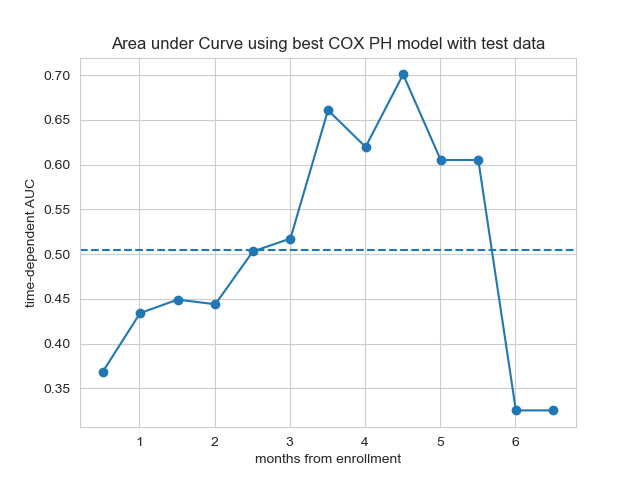 Area under Curve using best COX PH model with test data
time-dependent AUC
0.70
0.65
0.60
0.55
0.50
0.45
0.40
0.35
1 2 3 4 5 6
months from enrollment